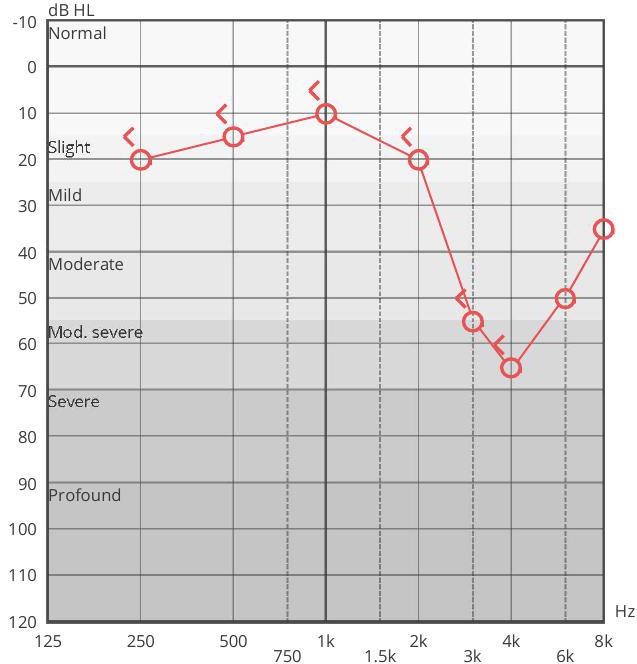 dB HL
-10
Normal
0
10
Slight
20
Mild
30
40
Moderate
50
Mod. severe
60
70
Severe
80
90
Profound
100
110
120
Hz
125 250 500 1k 2k 4k 8k
750 1.5k 3k 6k